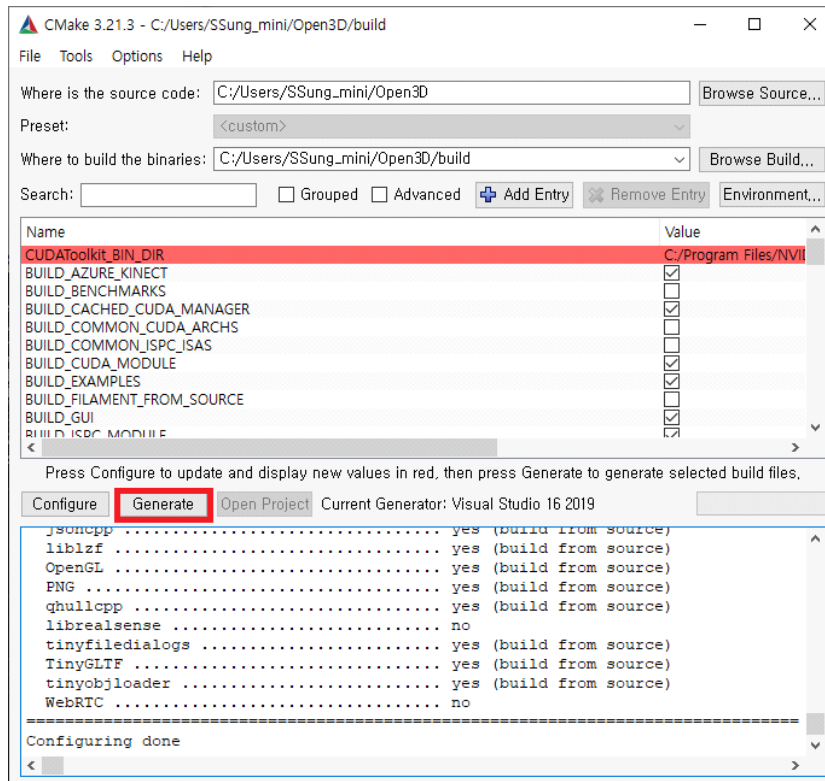 CMake 3.21.3 - C:/Users/SSung_mini/Open3D/build
File Tools Options Help
Where is the source code: C:/Users/SSung_mini/Open3D Browse Source...
Preset: <custom>
Where to build the binaries: C:/Users/SSung_mini/Open3D/build Browse Build...
Search: Grouped Advanced Add Entry Remove Entry Environment...
Name Value
CUDAToolkit_BIN_DIR C:/Program Files/NVID
BUILD_AZURE_KINECT
BUILD_BENCHMARKS
BUILD_CACHED_CUDA_MANAGER
BUILD_COMMON_CUDA_ARCHS
BUILD_COMMON_ISPC_ISAS
BUILD_CUDA_MODULE
BUILD_EXAMPLES
BUILD_FILAMENT_FROM_SOURCE
BUILD_GUI
BUILD_ISPC_MODULE
Press Configure to update and display new values in red, then press Generate to generate selected build files.
Configure Generate Open Project Current Generator: Visual Studio 16 2019
jsoncpp ................................. yes (build from source)
liblzf .................................. yes (build from source)
OpenGL .................................. yes (build from source)
PNG ..................................... yes (build from source)
qhullcpp ................................ yes (build from source)
librealsense ............................ no
tinyfiledialogs ......................... yes (build from source)
TinyGLTF ................................ yes (build from source)
tinyobjloader ........................... yes (build from source)
WebRTC .................................. no
================================================================================
Configuring done